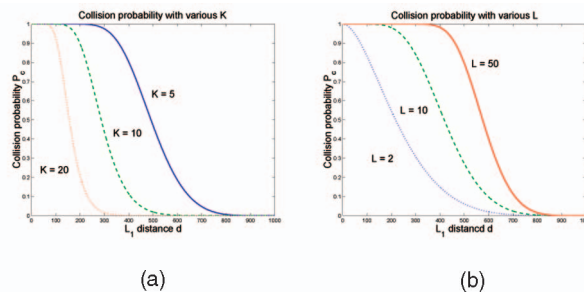 Collision probability with various K
Collision probability P_c
1
0.9
0.8
0.7
0.6
0.5
0.4
0.3
0.2
0.1
0
K = 5
K = 10
K = 20
0 100 200 300 400 500 600 700 800 900 1000
L_1 distance d
(a)
Collision probability with various L
Collision probability P_c
1
0.9
0.8
0.7
0.6
0.5
0.4
0.3
0.2
0.1
0
L = 50
L = 10
L = 2
0 100 200 300 400 500 600 700 800 900
L_1 distancd d
(b)